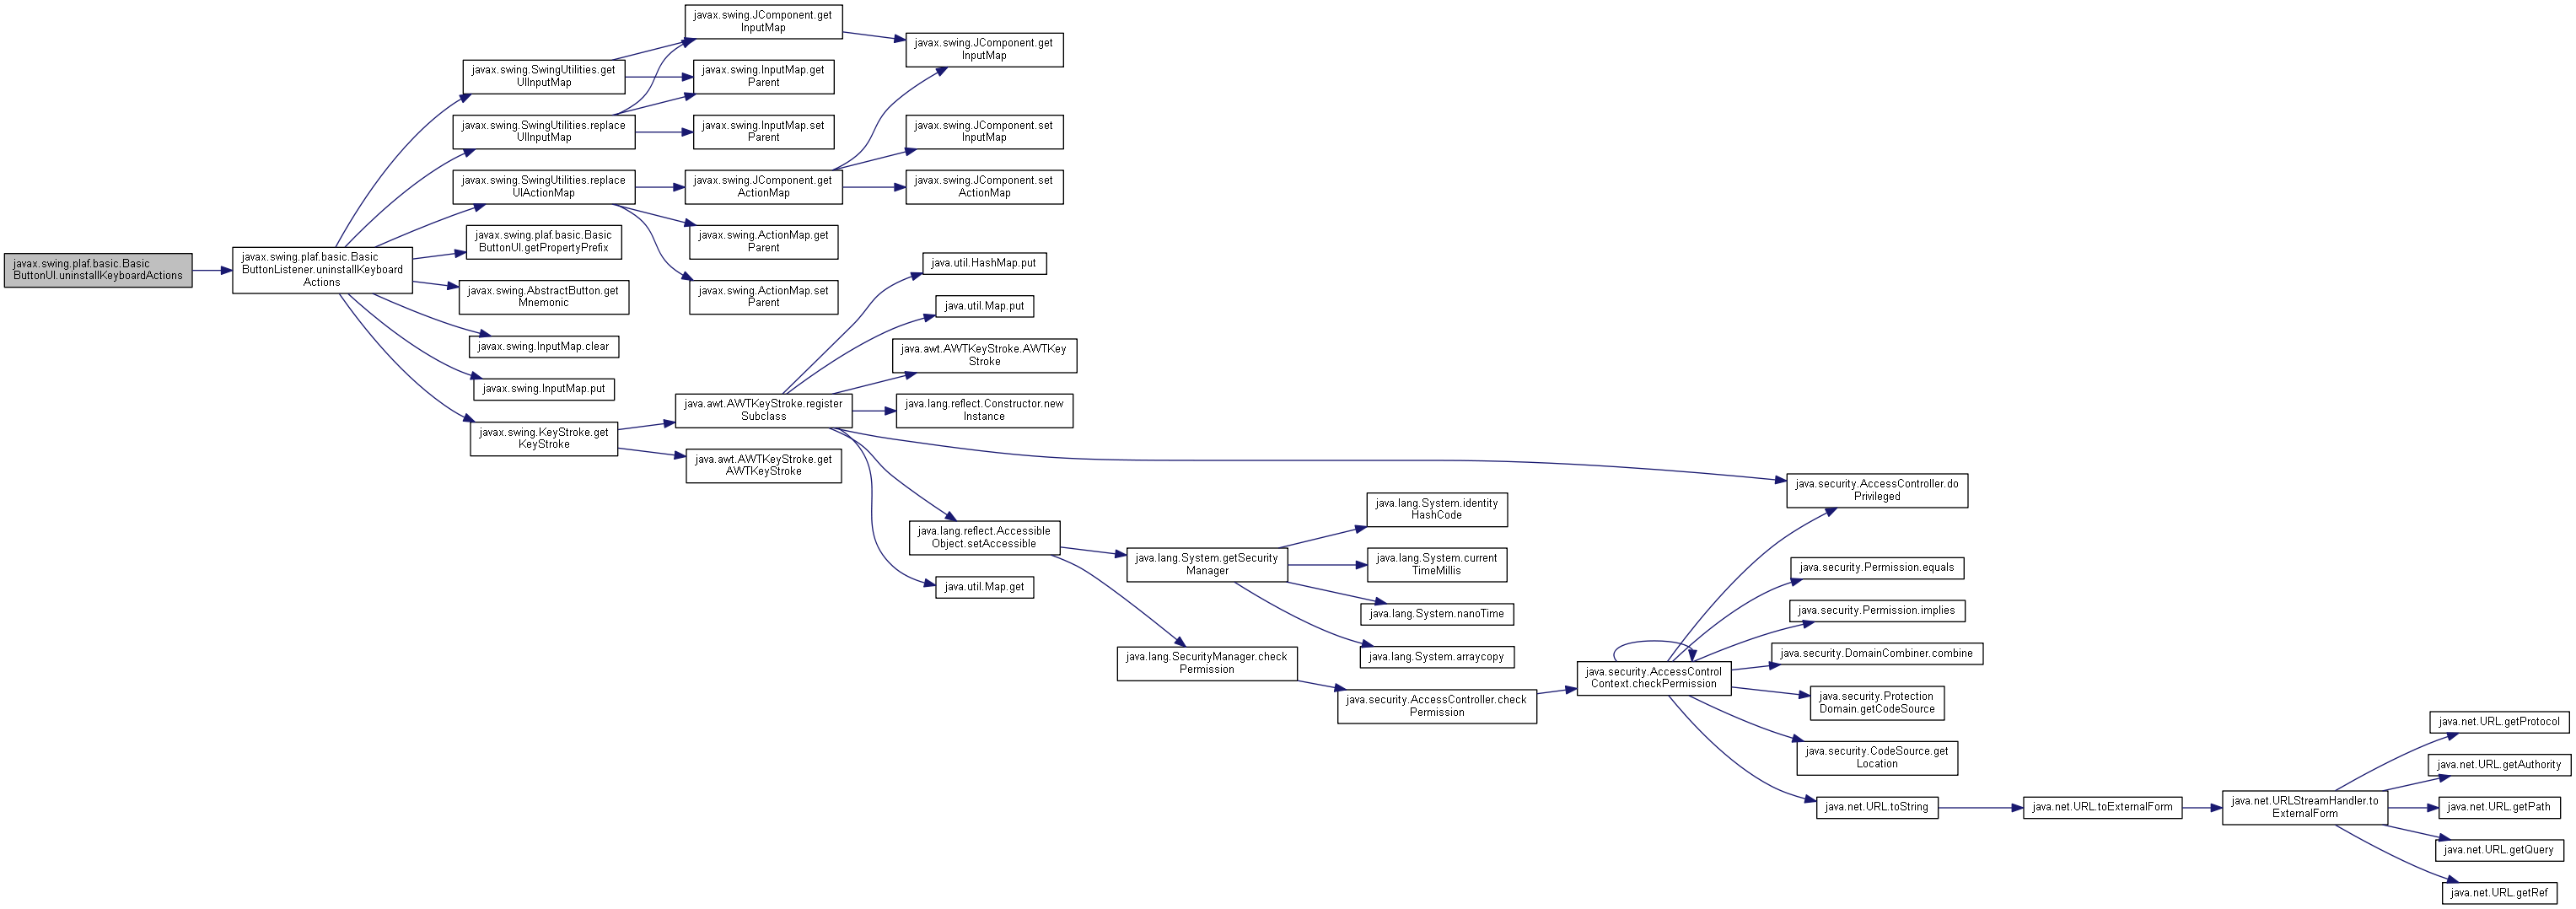 javax.swing.plaf.basic.Basic
ButtonUI.uninstallKeyboardActions
javax.swing.plaf.basic.Basic
ButtonListener.uninstallKeyboard
Actions
javax.swing.SwingUtilities.get
UIInputMap
javax.swing.SwingUtilities.replace
UIInputMap
javax.swing.SwingUtilities.replace
UIActionMap
javax.swing.plaf.basic.Basic
ButtonUI.getPropertyPrefix
javax.swing.AbstractButton.get
Mnemonic
javax.swing.InputMap.clear
javax.swing.InputMap.put
javax.swing.KeyStroke.get
KeyStroke
javax.swing.JComponent.get
InputMap
javax.swing.InputMap.get
Parent
javax.swing.InputMap.set
Parent
javax.swing.JComponent.get
ActionMap
javax.swing.ActionMap.get
Parent
javax.swing.ActionMap.set
Parent
java.awt.AWTKeyStroke.register
Subclass
java.awt.AWTKeyStroke.get
AWTKeyStroke
javax.swing.JComponent.get
InputMap
javax.swing.JComponent.set
InputMap
javax.swing.JComponent.set
ActionMap
java.util.HashMap.put
java.util.Map.put
java.awt.AWTKeyStroke.AWTKey
Stroke
java.lang.reflect.Constructor.new
Instance
java.lang.reflect.Accessible
Object.setAccessible
java.util.Map.get
java.lang.System.getSecurity
Manager
java.lang.SecurityManager.check
Permission
java.lang.System.identity
HashCode
java.lang.System.current
TimeMillis
java.lang.System.nanoTime
java.lang.System.arraycopy
java.security.AccessController.check
Permission
java.security.AccessControl
Context.checkPermission
java.security.AccessController.do
Privileged
java.security.Permission.equals
java.security.Permission.implies
java.security.DomainCombiner.combine
java.security.Protection
Domain.getCodeSource
java.security.CodeSource.get
Location
java.net.URL.toString
java.net.URL.toExternalForm
java.net.URLStreamHandler.to
ExternalForm
java.net.URL.getProtocol
java.net.URL.getAuthority
java.net.URL.getPath
java.net.URL.getQuery
java.net.URL.getRef